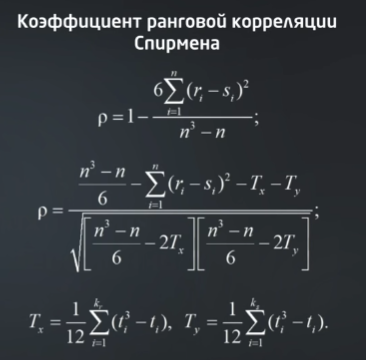 Коэффициент ранговой корреляции
Спирмена
ρ = 1 − \frac{6\sum_{i=1}^{n}(r_i − s_i)^2}{n^3 − n};
ρ = \frac{\frac{n^3 − n}{6} − \sum_{i=1}^{n}(r_i − s_i)^2 − T_x − T_y}{\sqrt{\left[\frac{n^3 − n}{6} − 2T_x\right]\left[\frac{n^3 − n}{6} − 2T_y\right]}};
T_x = \frac{1}{12}\sum_{i=1}^{k_x}(t_i^3 − t_i), T_y = \frac{1}{12}\sum_{i=1}^{k_y}(t_i^3 − t_i).